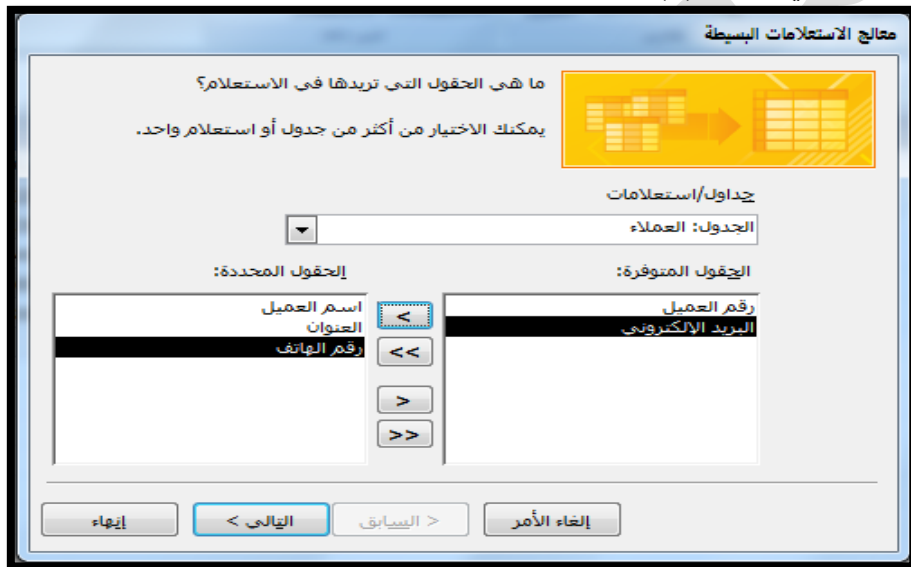 معالج الاستعلامات البسيطة
ما هي الحقول التي تريدها في الاستعلام؟
يمكنك الاختيار من أكثر من جدول أو استعلام واحد.
جداول/استعلامات
الجدول: العملاء
الحقول المتوفرة:
رقم العميل
البريد الإلكتروني
>
>>
<
<<
الحقول المحددة:
اسم العميل
العنوان
رقم الهاتف
إلغاء الأمر
< السابق
التالي >
إنهاء